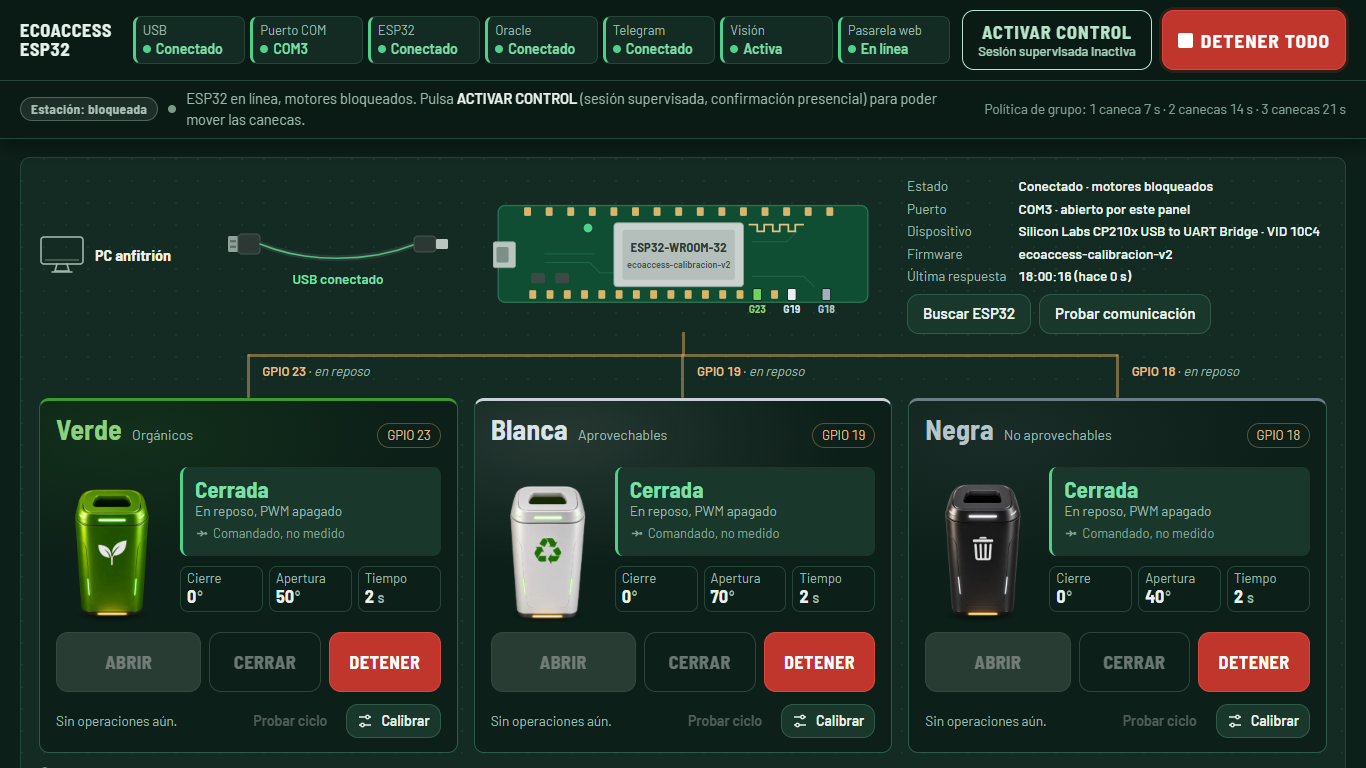 ECOACCESS
ESP32
USB
Conectado
Puerto COM
COM3
ESP32
Conectado
Oracle
Conectado
Telegram
Conectado
Visión
Activa
Pasarela web
En línea
ACTIVAR CONTROL
Sesión supervisada inactiva
DETENER TODO
Estación: bloqueada
ESP32 en línea, motores bloqueados. Pulsa ACTIVAR CONTROL (sesión supervisada, confirmación presencial) para poder
mover las canecas.
Política de grupo: 1 caneca 7 s · 2 canecas 14 s · 3 canecas 21 s
PC anfitrión
USB conectado
ESP32-WROOM-32
ecoaccess-calibracion-v2
G23 G19 G18
Estado Conectado · motores bloqueados
Puerto COM3 · abierto por este panel
Dispositivo Silicon Labs CP210x USB to UART Bridge · VID 10C4
Firmware ecoaccess-calibracion-v2
Última respuesta 18:00:16 (hace 0 s)
Buscar ESP32
Probar comunicación
GPIO 23 · en reposo
GPIO 19 · en reposo
GPIO 18 · en reposo
Verde Orgánicos GPIO 23
Cerrada
En reposo, PWM apagado
Comandado, no medido
Cierre
0°
Apertura
50°
Tiempo
2 s
ABRIR
CERRAR
DETENER
Sin operaciones aún.
Probar ciclo
Calibrar
Blanca Aprovechables GPIO 19
Cerrada
En reposo, PWM apagado
Comandado, no medido
Cierre
0°
Apertura
70°
Tiempo
2 s
ABRIR
CERRAR
DETENER
Sin operaciones aún.
Probar ciclo
Calibrar
Negra No aprovechables GPIO 18
Cerrada
En reposo, PWM apagado
Comandado, no medido
Cierre
0°
Apertura
40°
Tiempo
2 s
ABRIR
CERRAR
DETENER
Sin operaciones aún.
Probar ciclo
Calibrar